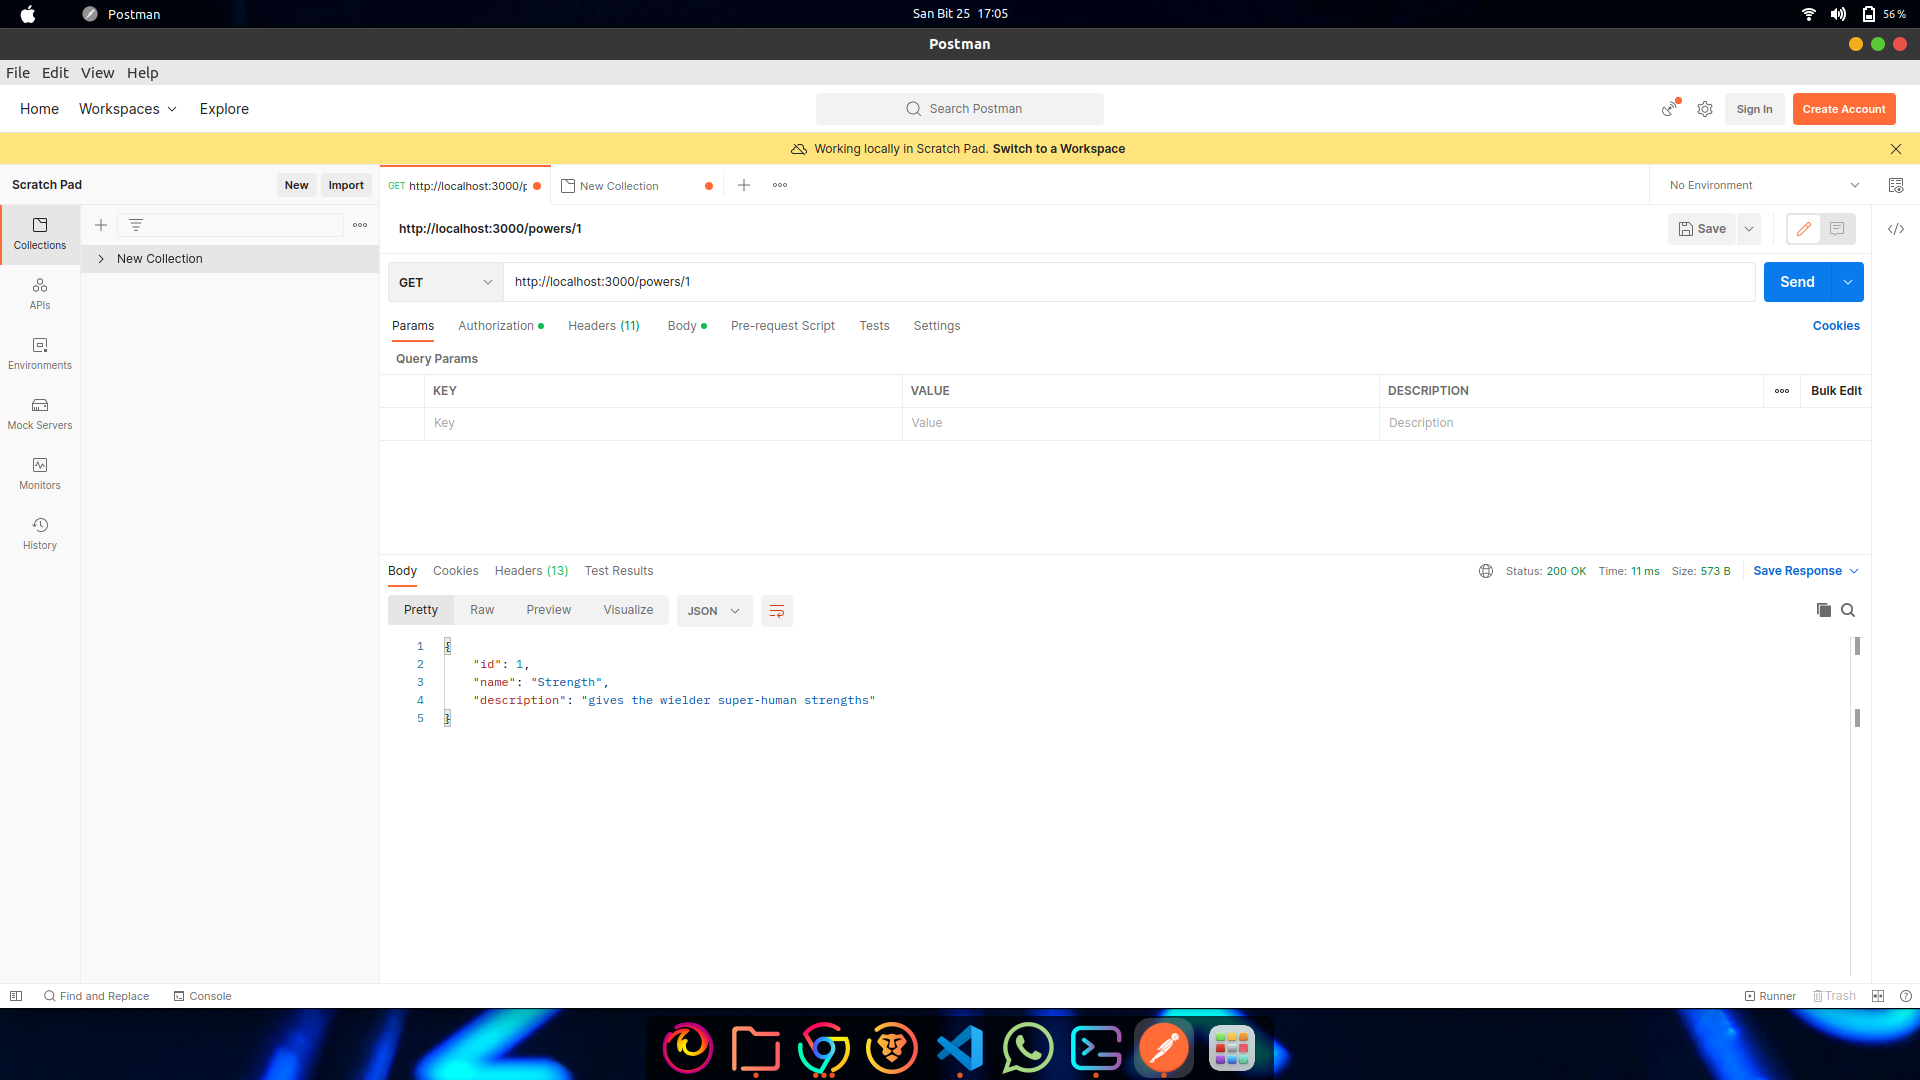 Postman
San Bit 25 17:05
56 %
Postman
File Edit View Help
Home Workspaces Explore
Search Postman
Sign In
Create Account
Working locally in Scratch Pad. Switch to a Workspace
Scratch Pad
New
Import
GET http://localhost:3000/p
New Collection
No Environment
Collections
New Collection
http://localhost:3000/powers/1
Save
APIs
GET
http://localhost:3000/powers/1
Send
Params Authorization Headers (11) Body Pre-request Script Tests Settings
Cookies
Environments
Query Params
KEY VALUE DESCRIPTION
Bulk Edit
Key Value Description
Mock Servers
Monitors
History
Body Cookies Headers (13) Test Results
Status: 200 OK Time: 11 ms Size: 573 B
Save Response
Pretty Raw Preview Visualize
JSON
1 {
2 "id": 1,
3 "name": "Strength",
4 "description": "gives the wielder super-human strengths"
5 }
Find and Replace Console
Runner Trash